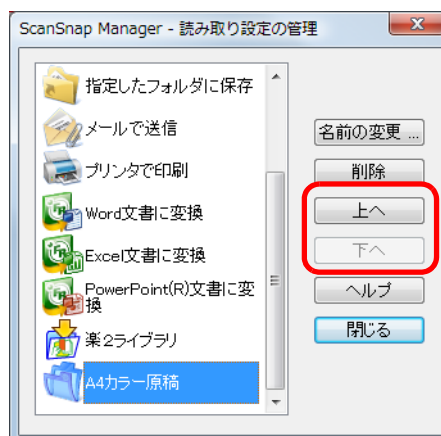 ScanSnap Manager - 読み取り設定の管理
指定したフォルダに保存
メールで送信
プリンタで印刷
Word文書に変換
Excel文書に変換
PowerPoint(R)文書に変
換
楽2ライブラリ
A4カラー原稿
名前の変更 ...
削除
上へ
下へ
ヘルプ
閉じる